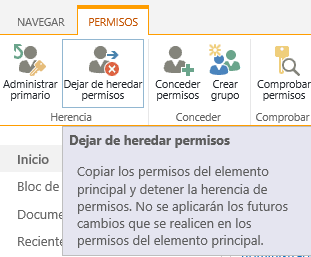 NAVEGAR PERMISOS
Administrar primario
Dejar de heredar permisos
Conceder permisos
Crear grupo
Comprobar permisos
Herencia Conceder Comprobar
Dejar de heredar permisos
Inicio
Copiar los permisos del elemento
principal y detener la herencia de
permisos. No se aplicarán los futuros
cambios que se realicen en los
permisos del elemento principal.
Bloc de
Docume
Reciente